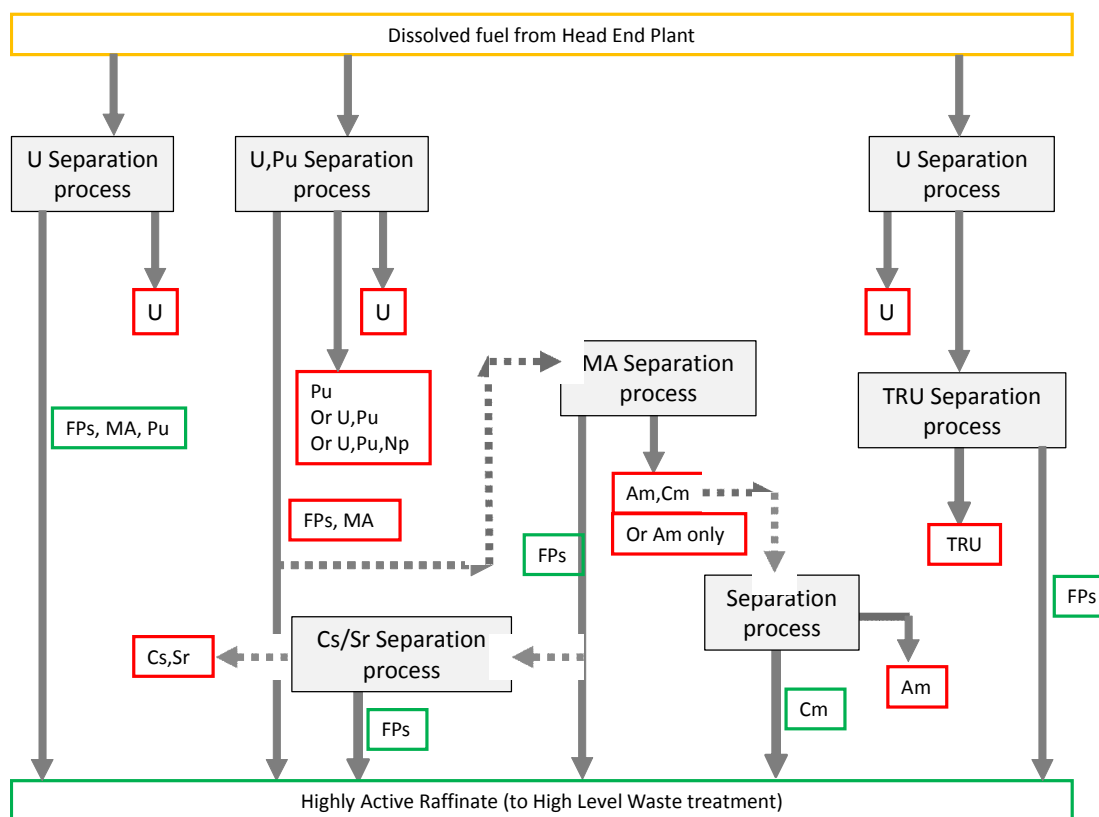 Dissolved fuel from Head End Plant
U Separation
process
U,Pu Separation
process
U Separation
process
U
U
U
MA Separation
process
Pu
Or U,Pu
Or U,Pu,Np
TRU Separation
process
FPs, MA, Pu
Am,Cm
Or Am only
FPs, MA
FPs
TRU
Separation
process
FPs
Cs/Sr Separation
process
Cs,Sr
Am
Cm
FPs
Highly Active Raffinate (to High Level Waste treatment)